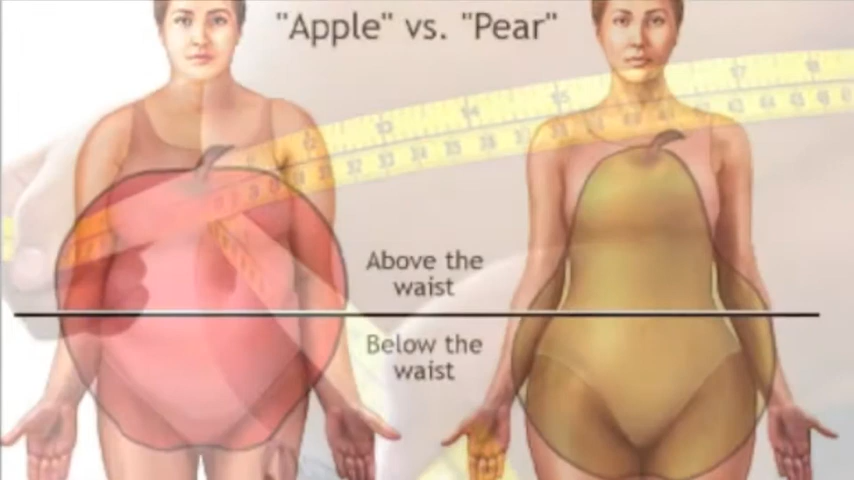 "Apple" vs. "Pear"
Above the
waist
Below the
waist